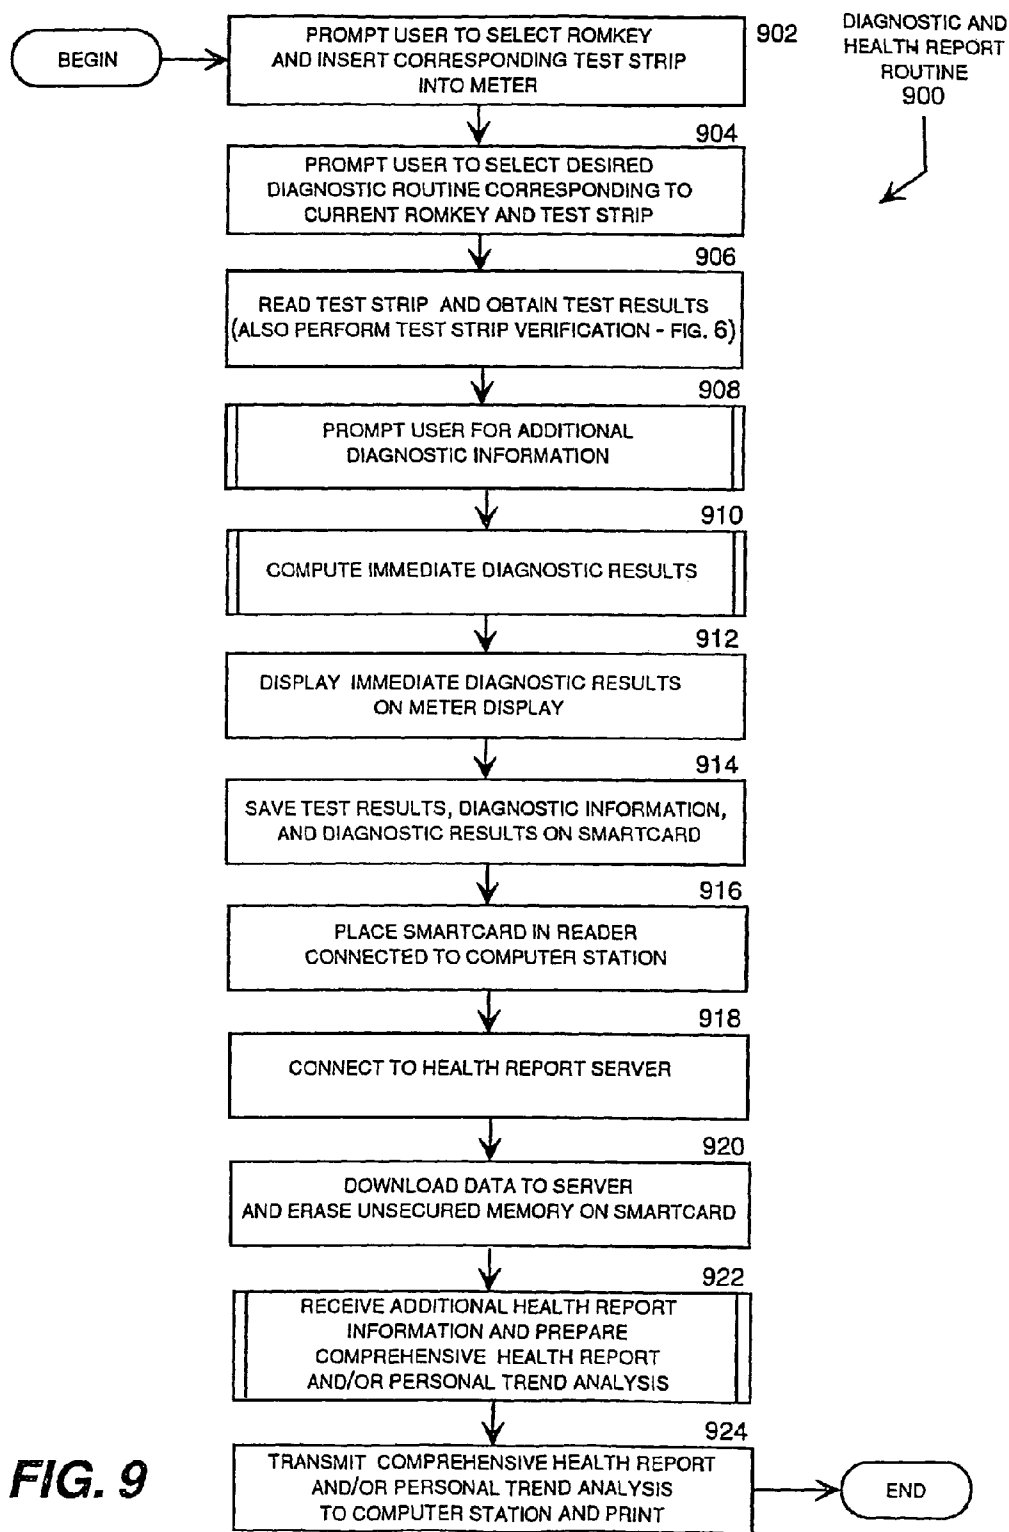 BEGIN
PROMPT USER TO SELECT ROMKEY
AND INSERT CORRESPONDING TEST STRIP
INTO METER
902
DIAGNOSTIC AND
HEALTH REPORT
ROUTINE
900
904
PROMPT USER TO SELECT DESIRED
DIAGNOSTIC ROUTINE CORRESPONDING TO
CURRENT ROMKEY AND TEST STRIP
906
READ TEST STRIP AND OBTAIN TEST RESULTS
(ALSO PERFORM TEST STRIP VERIFICATION - FIG. 6)
908
PROMPT USER FOR ADDITIONAL
DIAGNOSTIC INFORMATION
910
COMPUTE IMMEDIATE DIAGNOSTIC RESULTS
912
DISPLAY IMMEDIATE DIAGNOSTIC RESULTS
ON METER DISPLAY
914
SAVE TEST RESULTS, DIAGNOSTIC INFORMATION,
AND DIAGNOSTIC RESULTS ON SMARTCARD
916
PLACE SMARTCARD IN READER
CONNECTED TO COMPUTER STATION
918
CONNECT TO HEALTH REPORT SERVER
920
DOWNLOAD DATA TO SERVER
AND ERASE UNSECURED MEMORY ON SMARTCARD
922
RECEIVE ADDITIONAL HEALTH REPORT
INFORMATION AND PREPARE
COMPREHENSIVE HEALTH REPORT
AND/OR PERSONAL TREND ANALYSIS
924
TRANSMIT COMPREHENSIVE HEALTH REPORT
AND/OR PERSONAL TREND ANALYSIS
TO COMPUTER STATION AND PRINT
END
FIG. 9